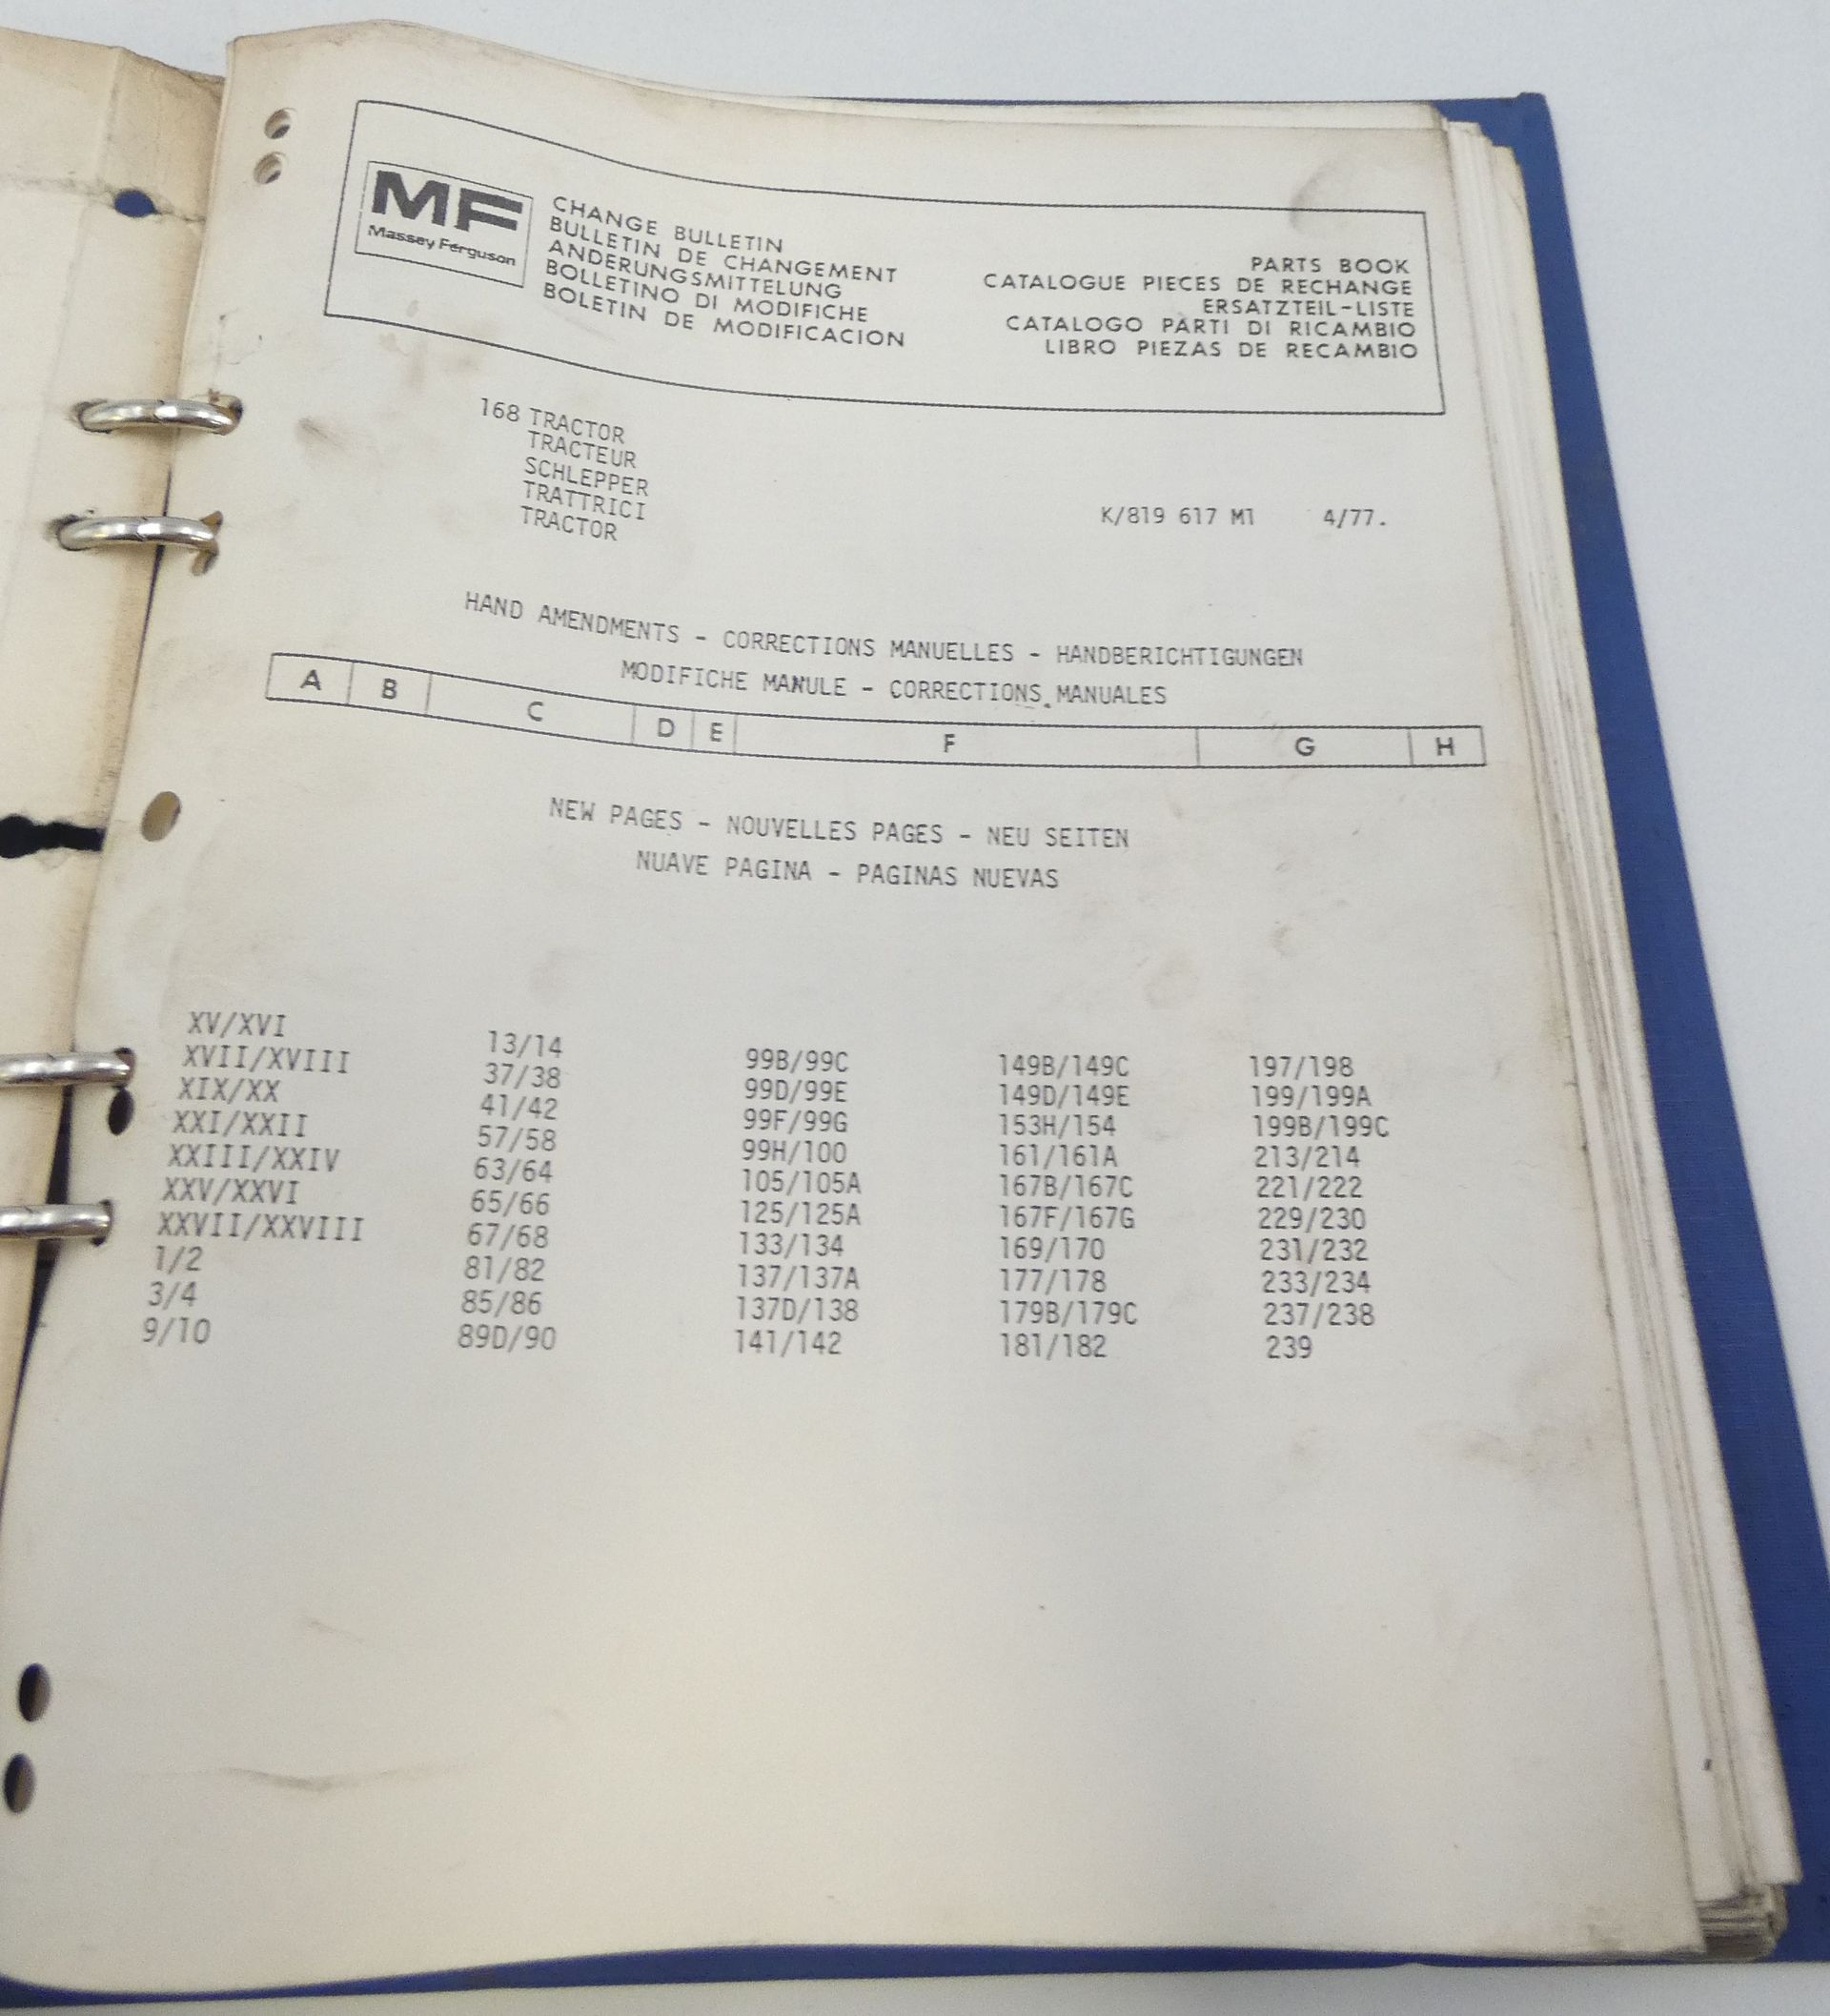 MF
Massey Ferguson
CHANGE BULLETIN
BULLETIN DE CHANGEMENT
ANDERUNGSMITTELUNG
BOLLETINO DI MODIFICHE
BOLETIN DE MODIFICACION
PARTS BOOK
CATALOGUE PIECES DE RECHANGE
ERSATZTEIL-LISTE
CATALOGO PARTI DI RICAMBIO
LIBRO PIEZAS DE RECAMBIO
168 TRACTOR
TRACTEUR
SCHLEPPER
TRATTRICI
TRACTOR
K/819 617 M1 4/77.
HAND AMENDMENTS - CORRECTIONS MANUELLES - HANDBERICHTIGUNGEN
MODIFICHE MANULE - CORRECTIONS MANUALES
A B C D E F G H
NEW PAGES - NOUVELLES PAGES - NEU SEITEN
NUAVE PAGINA - PAGINAS NUEVAS
XV/XVI 13/14 99B/99C 149B/149C 197/198
XVII/XVIII 37/38 99D/99E 149D/149E 199/199A
XIX/XX 41/42 99F/99G 153H/154 199B/199C
XXI/XXII 57/58 99H/100 161/161A 213/214
XXIII/XXIV 63/64 105/105A 167B/167C 221/222
XXV/XXVI 65/66 125/125A 167F/167G 229/230
XXVII/XXVIII 67/68 133/134 169/170 231/232
1/2 81/82 137/137A 177/178 233/234
3/4 85/86 137D/138 179B/179C 237/238
9/10 89D/90 141/142 181/182 239